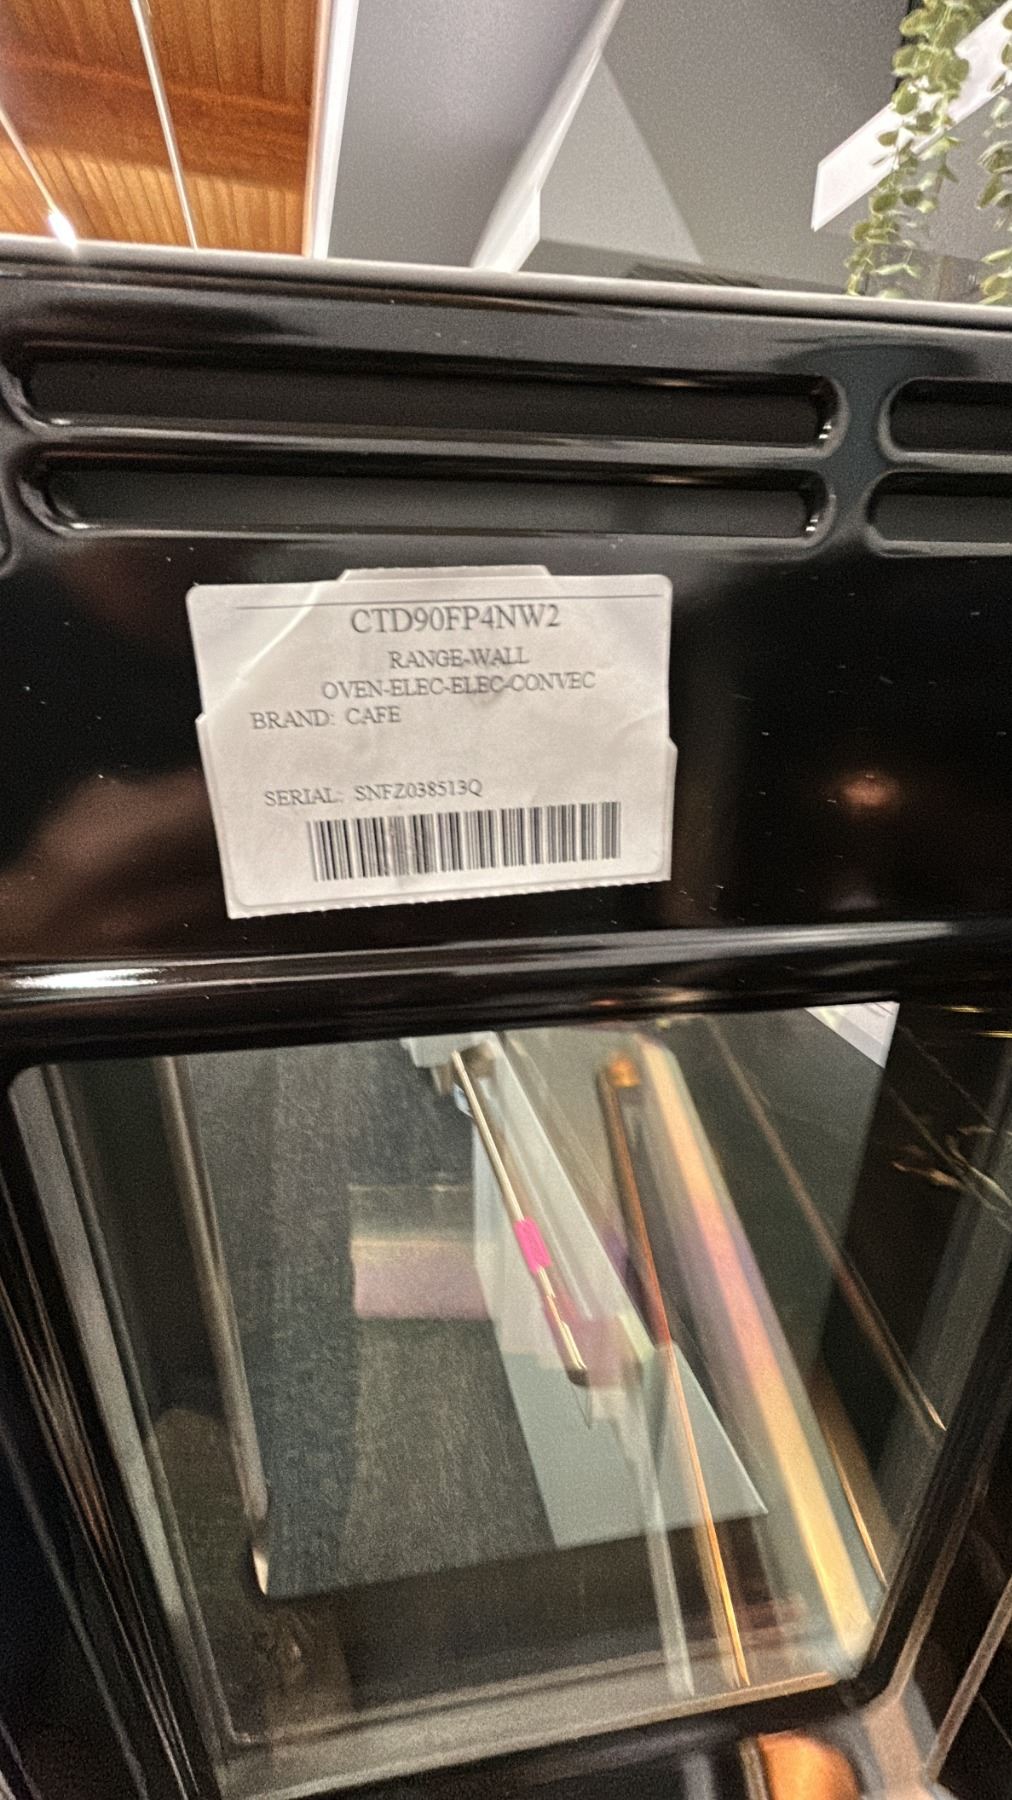 CTD90FP4NW2
RANGE-WALL
OVEN-ELEC-ELEC-CONVEC
BRAND: CAFE
SERIAL: SNFZ038513Q